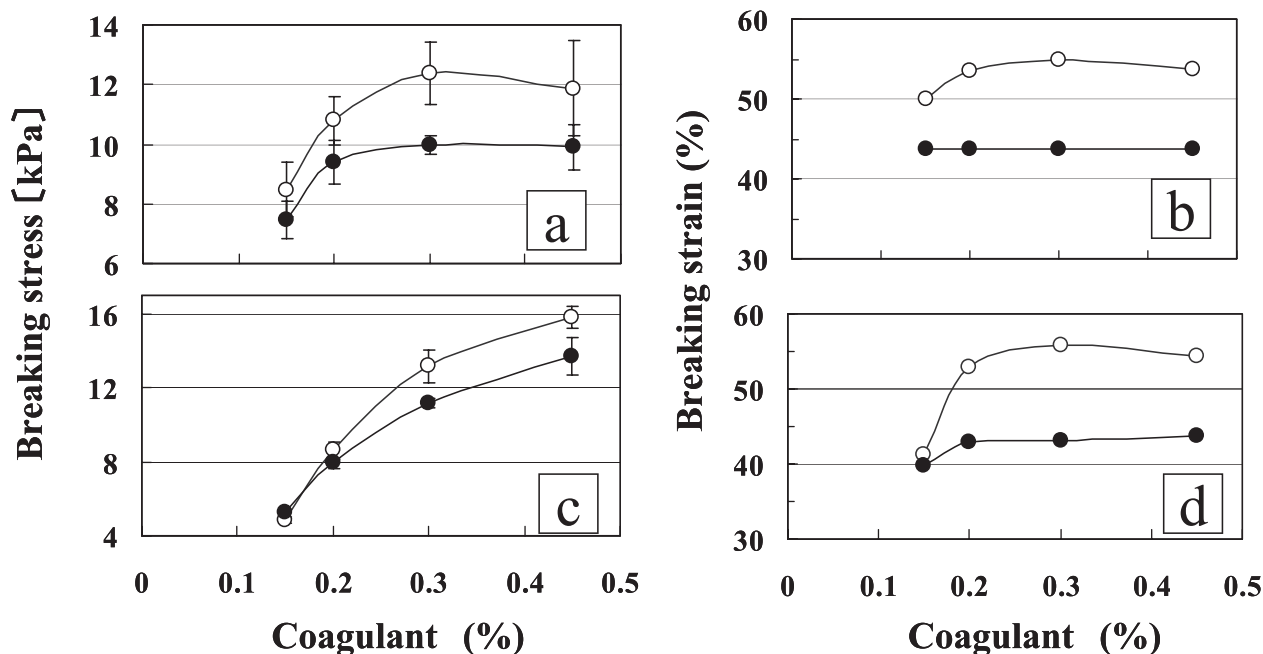 Breaking stress [kPa]
14
12
10
8
6
a
16
12
8
4
c
0 0.1 0.2 0.3 0.4 0.5
Coagulant (%)
Breaking strain (%)
60
50
40
30
b
60
50
40
30
d
0 0.1 0.2 0.3 0.4 0.5
Coagulant (%)